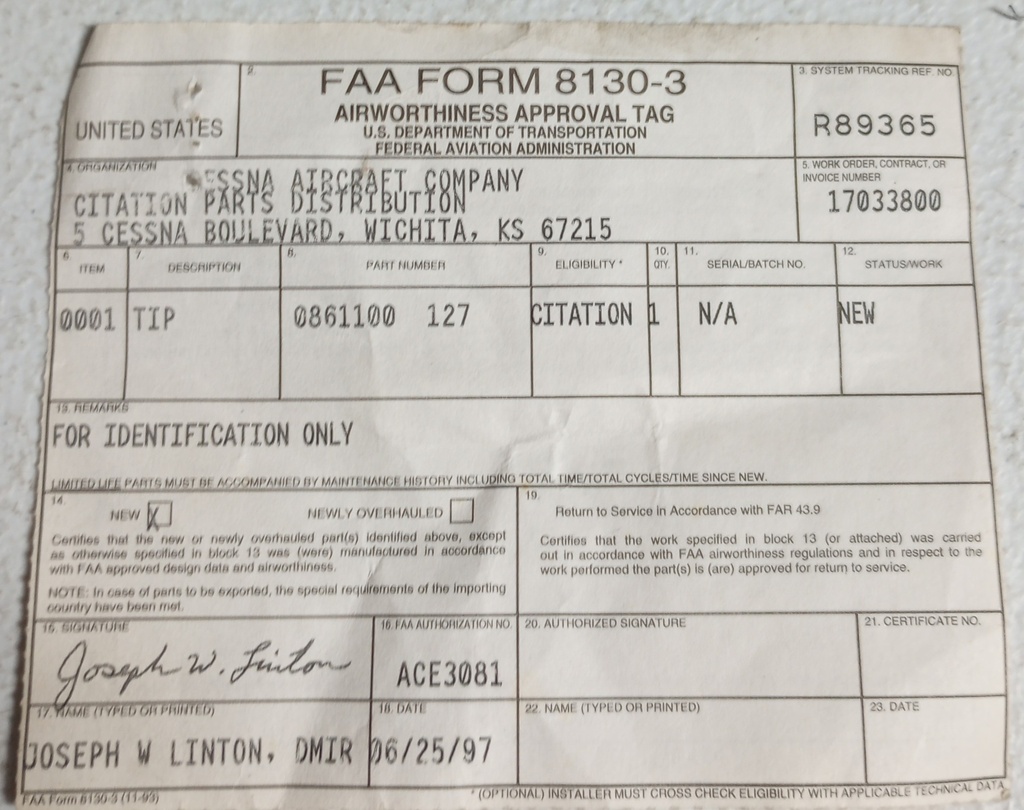 UNITED STATES
2.
FAA FORM 8130-3
AIRWORTHINESS APPROVAL TAG
U.S. DEPARTMENT OF TRANSPORTATION
FEDERAL AVIATION ADMINISTRATION
3. SYSTEM TRACKING REF. NO.
R89365
4. ORGANIZATION
ESSNA AIRCRAFT COMPANY
CITATION PARTS DISTRIBUTION
5 CESSNA BOULEVARD, WICHITA, KS 67215
5. WORK ORDER, CONTRACT, OR
INVOICE NUMBER
17033800
6. ITEM
7. DESCRIPTION
8. PART NUMBER
9. ELIGIBILITY *
10. QTY.
11. SERIAL/BATCH NO.
12. STATUS/WORK
0001 TIP 0861100 127 CITATION 1 N/A NEW
13. REMARKS
FOR IDENTIFICATION ONLY
LIMITED LIFE PARTS MUST BE ACCOMPANIED BY MAINTENANCE HISTORY INCLUDING TOTAL TIME/TOTAL CYCLES/TIME SINCE NEW.
14.
NEW X NEWLY OVERHAULED
Certifies that the new or newly overhauled part(s) identified above, except
as otherwise specified in block 13 was (were) manufactured in accordance
with FAA approved design data and airworthiness.
NOTE: In case of parts to be exported, the special requirements of the importing
country have been met.
19.
Return to Service in Accordance with FAR 43.9
Certifies that the work specified in block 13 (or attached) was carried
out in accordance with FAA airworthiness regulations and in respect to the
work performed the part(s) is (are) approved for return to service.
15. SIGNATURE
Joseph W. Linton
16. FAA AUTHORIZATION NO.
ACE3081
20. AUTHORIZED SIGNATURE
21. CERTIFICATE NO.
17. NAME (TYPED OR PRINTED)
JOSEPH W LINTON, DMIR
18. DATE
06/25/97
22. NAME (TYPED OR PRINTED)
23. DATE
FAA Form 8130-3 (11-93)
* (OPTIONAL) INSTALLER MUST CROSS CHECK ELIGIBILITY WITH APPLICABLE TECHNICAL DATA